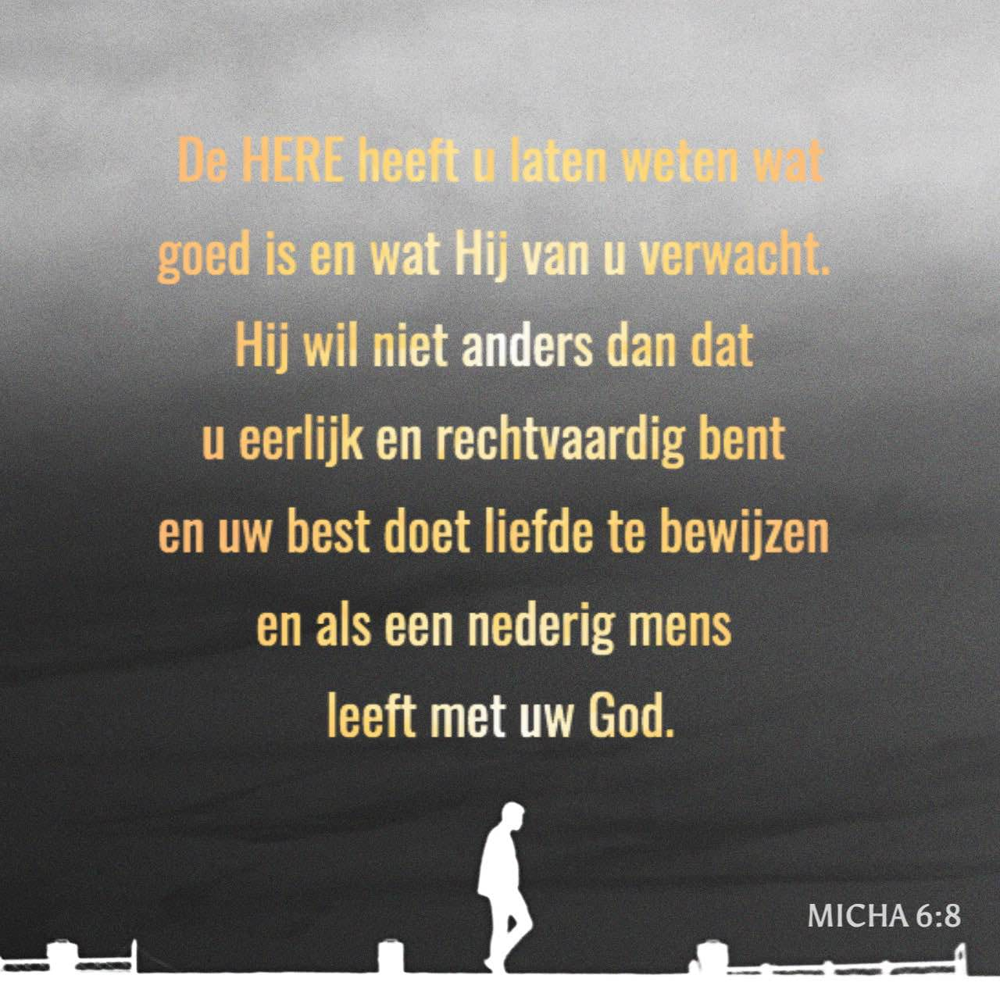 De HERE heeft u laten weten wat
goed is en wat Hij van u verwacht.
Hij wil niet anders dan dat
u eerlijk en rechtvaardig bent
en uw best doet liefde te bewijzen
en als een nederig mens
leeft met uw God.
MICHA 6:8